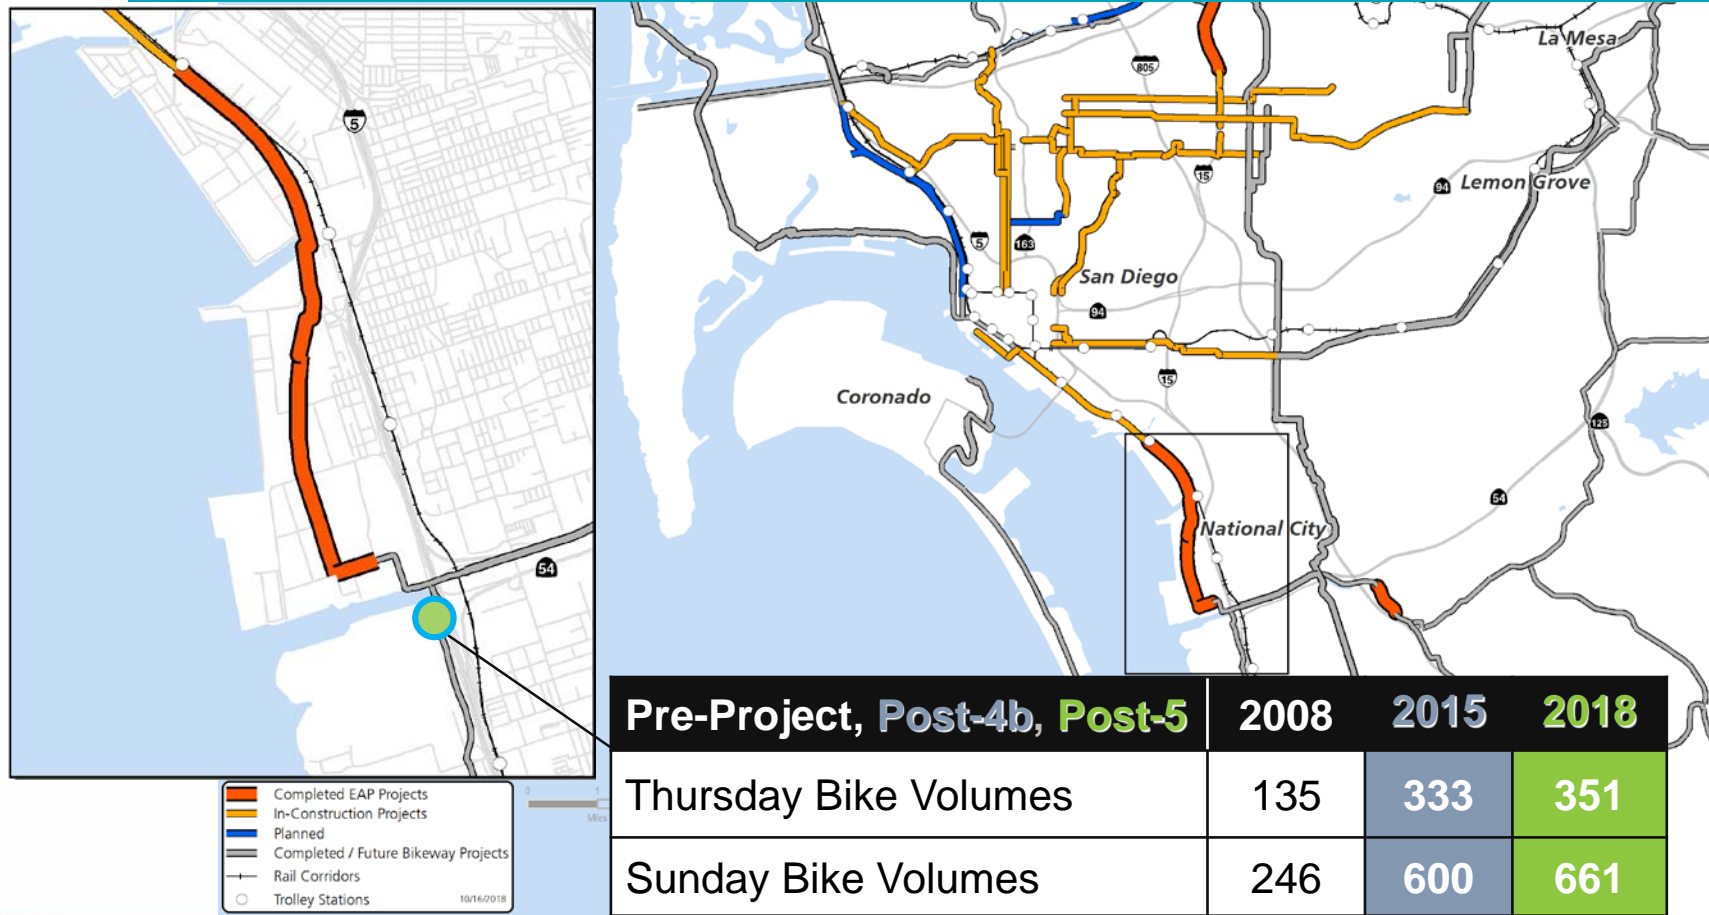 5
54
805
La Mesa
15
94
Lemon Grove
5
163
San Diego
94
15
Coronado
125
54
National City
Pre-Project, Post-4b, Post-5 2008 2015 2018
Thursday Bike Volumes 135 333 351
Sunday Bike Volumes 246 600 661
Completed EAP Projects
In-Construction Projects
Planned
Completed / Future Bikeway Projects
Rail Corridors
Trolley Stations
10/16/2018
0 1
Miles